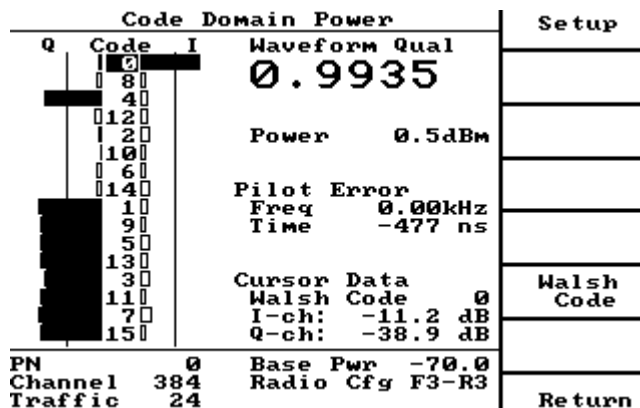 Code Domain Power
Setup
Q Code I
Waveform Qual
0
0.9935
8
4
12
2
Power 0.5dBm
10
6
14
Pilot Error
1
Freq 0.00kHz
9
Time -477 ns
5
13
3
Cursor Data
Walsh Code
11
Walsh Code 0
7
I-ch: -11.2 dB
15
Q-ch: -38.9 dB
PN 0
Base Pwr -70.0
Channel 384
Radio Cfg F3-R3
Traffic 24
Return